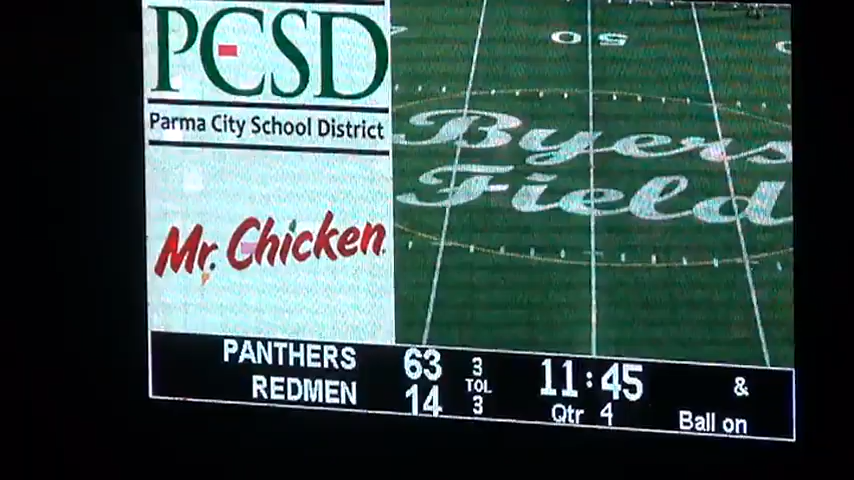 PCSD
Parma City School District
Mr. Chicken
50
Byers
Field
PANTHERS 63 3 11:45 &
TOL
REDMEN 14 3 Qtr 4 Ball on